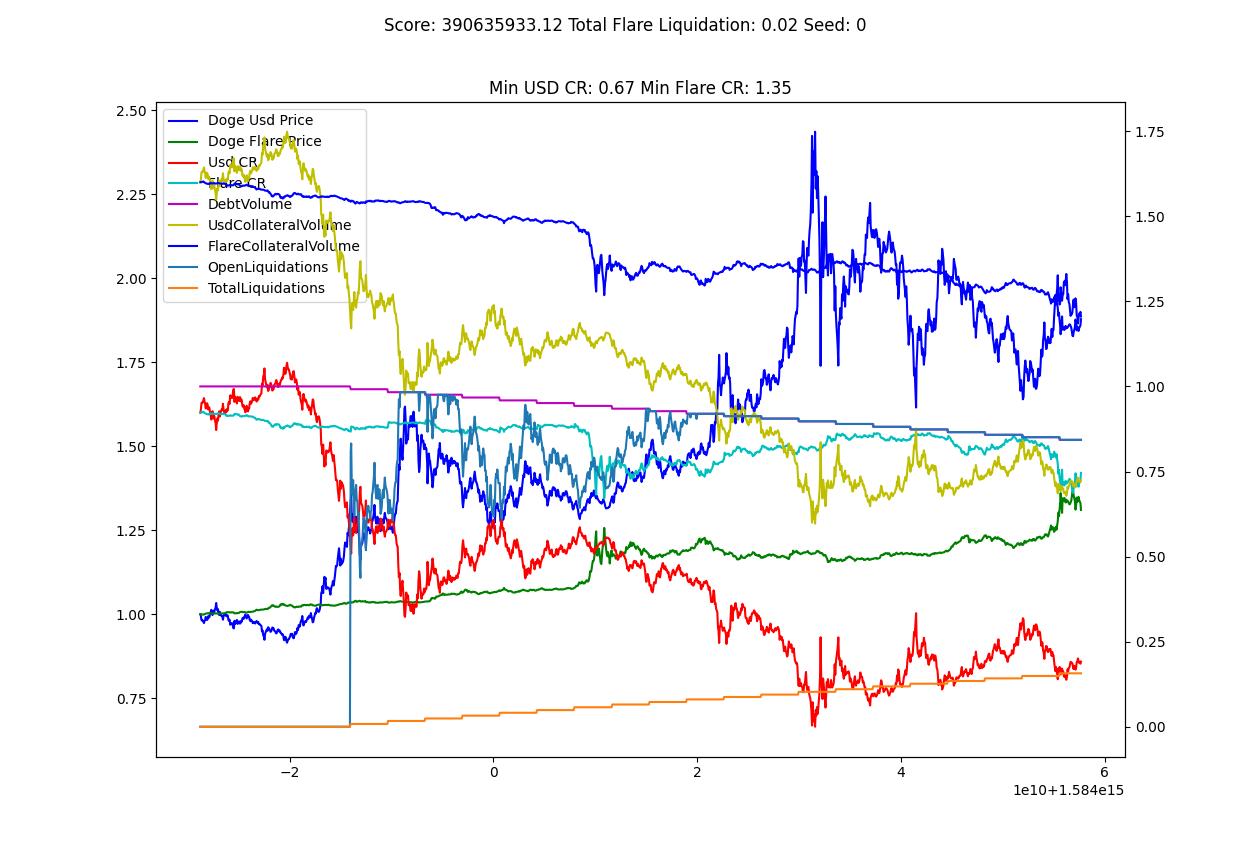 Score: 390635933.12 Total Flare Liquidation: 0.02 Seed: 0
Min USD CR: 0.67 Min Flare CR: 1.35
2.50
2.25
2.00
1.75
1.50
1.25
1.00
0.75
Doge Usd Price
Doge Flare Price
Usd CR
Flare CR
DebtVolume
UsdCollateralVolume
FlareCollateralVolume
OpenLiquidations
TotalLiquidations
1.75
1.50
1.25
1.00
0.75
0.50
0.25
0.00
−2 0 2 4 6
1e10+1.584e15